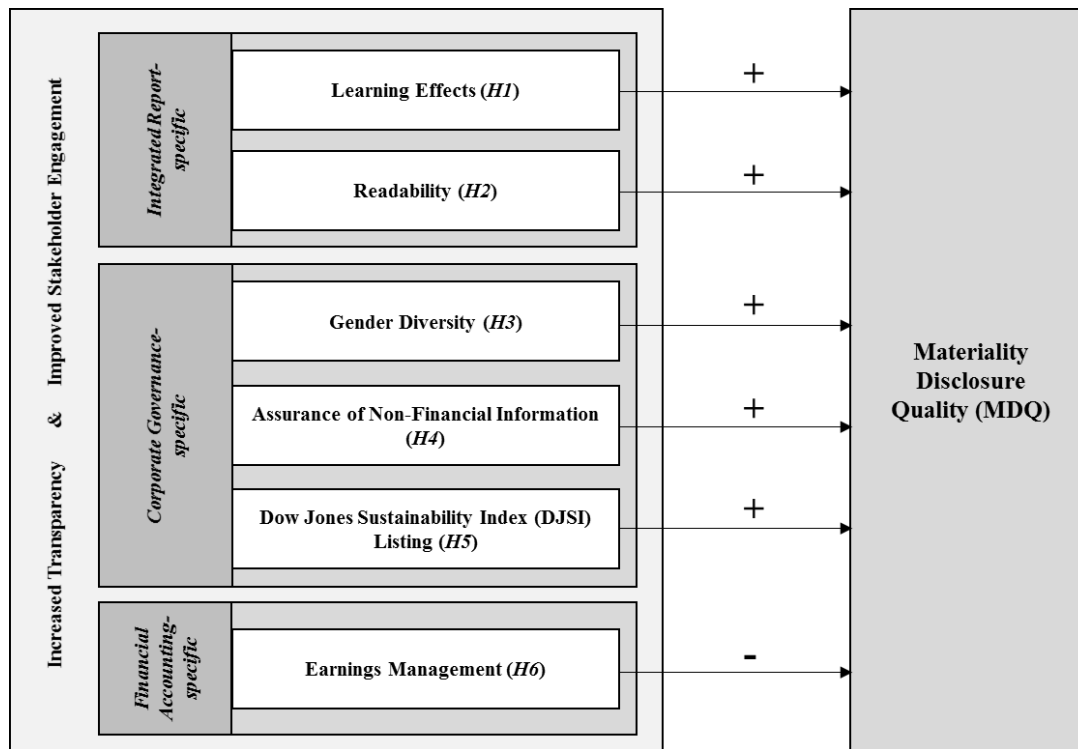 Increased Transparency & Improved Stakeholder Engagement
Integrated Report-
specific
Learning Effects (H1)
+
Readability (H2)
+
Corporate Governance-
specific
Gender Diversity (H3)
+
Assurance of Non-Financial Information
(H4)
+
Dow Jones Sustainability Index (DJSI)
Listing (H5)
+
Financial
Accounting-
specific
Earnings Management (H6)
-
Materiality
Disclosure
Quality (MDQ)